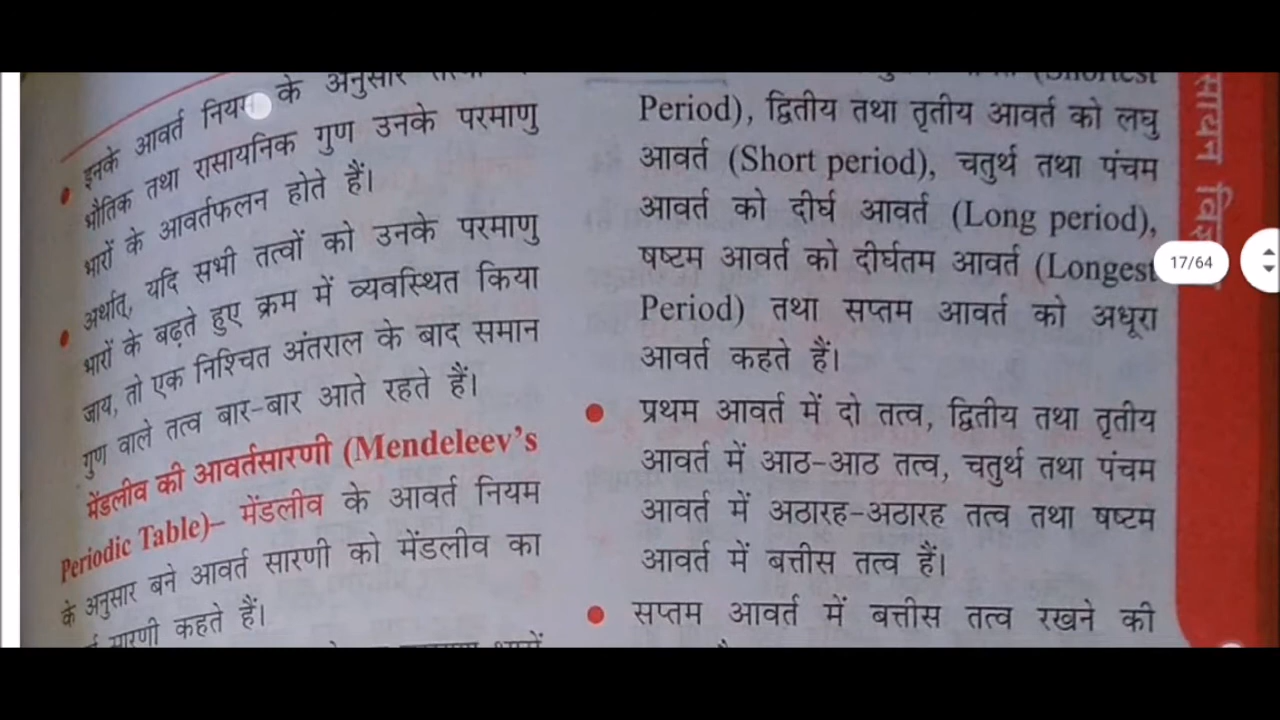 इनके आवर्त नियम के अनुसार
भौतिक तथा रासायनिक गुण उनके परमाणु
भारों के आवर्तफलन होते हैं।
अर्थात्, यदि सभी तत्वों को उनके परमाणु
भारों के बढ़ते हुए क्रम में व्यवस्थित किया
जाय, तो एक निश्चित अंतराल के बाद समान
गुण वाले तत्व बार-बार आते रहते हैं।
मेंडलीव की आवर्तसारणी (Mendeleev's
Periodic Table)– मेंडलीव के आवर्त नियम
के अनुसार बने आवर्त सारणी को मेंडलीव का
सारणी कहते हैं।
(Shortest
Period), द्वितीय तथा तृतीय आवर्त को लघु
आवर्त (Short period), चतुर्थ तथा पंचम
आवर्त को दीर्घ आवर्त (Long period),
षष्टम आवर्त को दीर्घतम आवर्त (Longest
Period) तथा सप्तम आवर्त को अधूरा
आवर्त कहते हैं।
प्रथम आवर्त में दो तत्व, द्वितीय तथा तृतीय
आवर्त में आठ-आठ तत्व, चतुर्थ तथा पंचम
आवर्त में अठारह-अठारह तत्व तथा षष्टम
आवर्त में बत्तीस तत्व हैं।
सप्तम आवर्त में बत्तीस तत्व रखने की
17/64